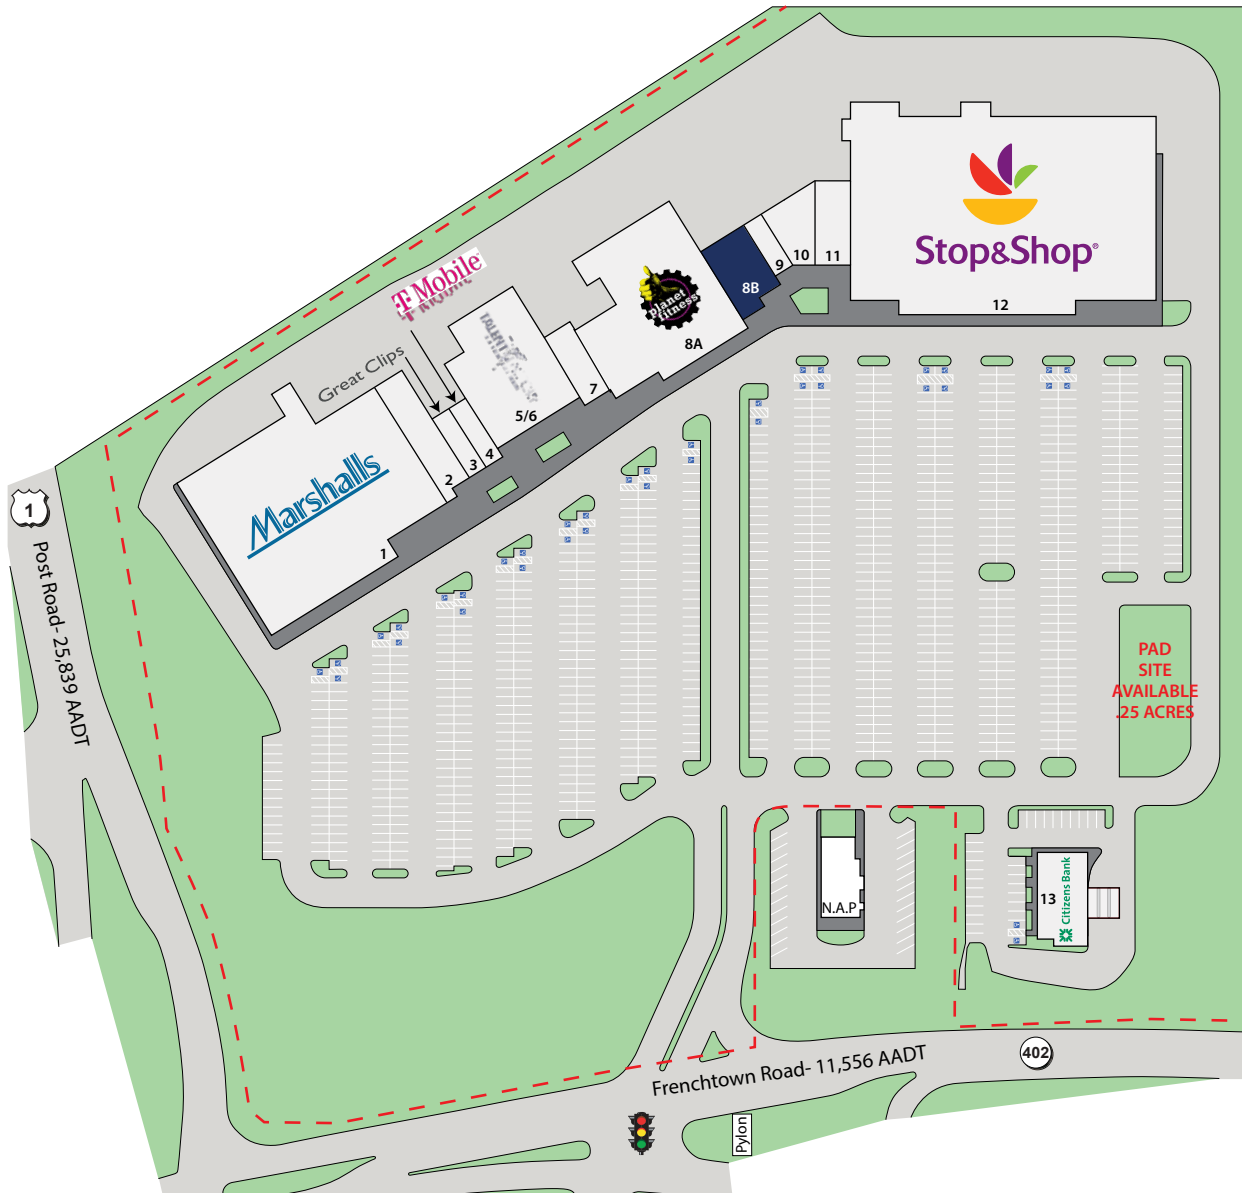 Stop&Shop®
12
11
10
9
8B
planet
fitness
8A
T Mobile
TALENT
Great Clips
7
5/6
4
3
2
Marshalls
1
1
Post Road- 25,839 AADT
PAD
SITE
AVAILABLE
.25 ACRES
N.A.P
13
Citizens Bank
402
Frenchtown Road- 11,556 AADT
Pylon